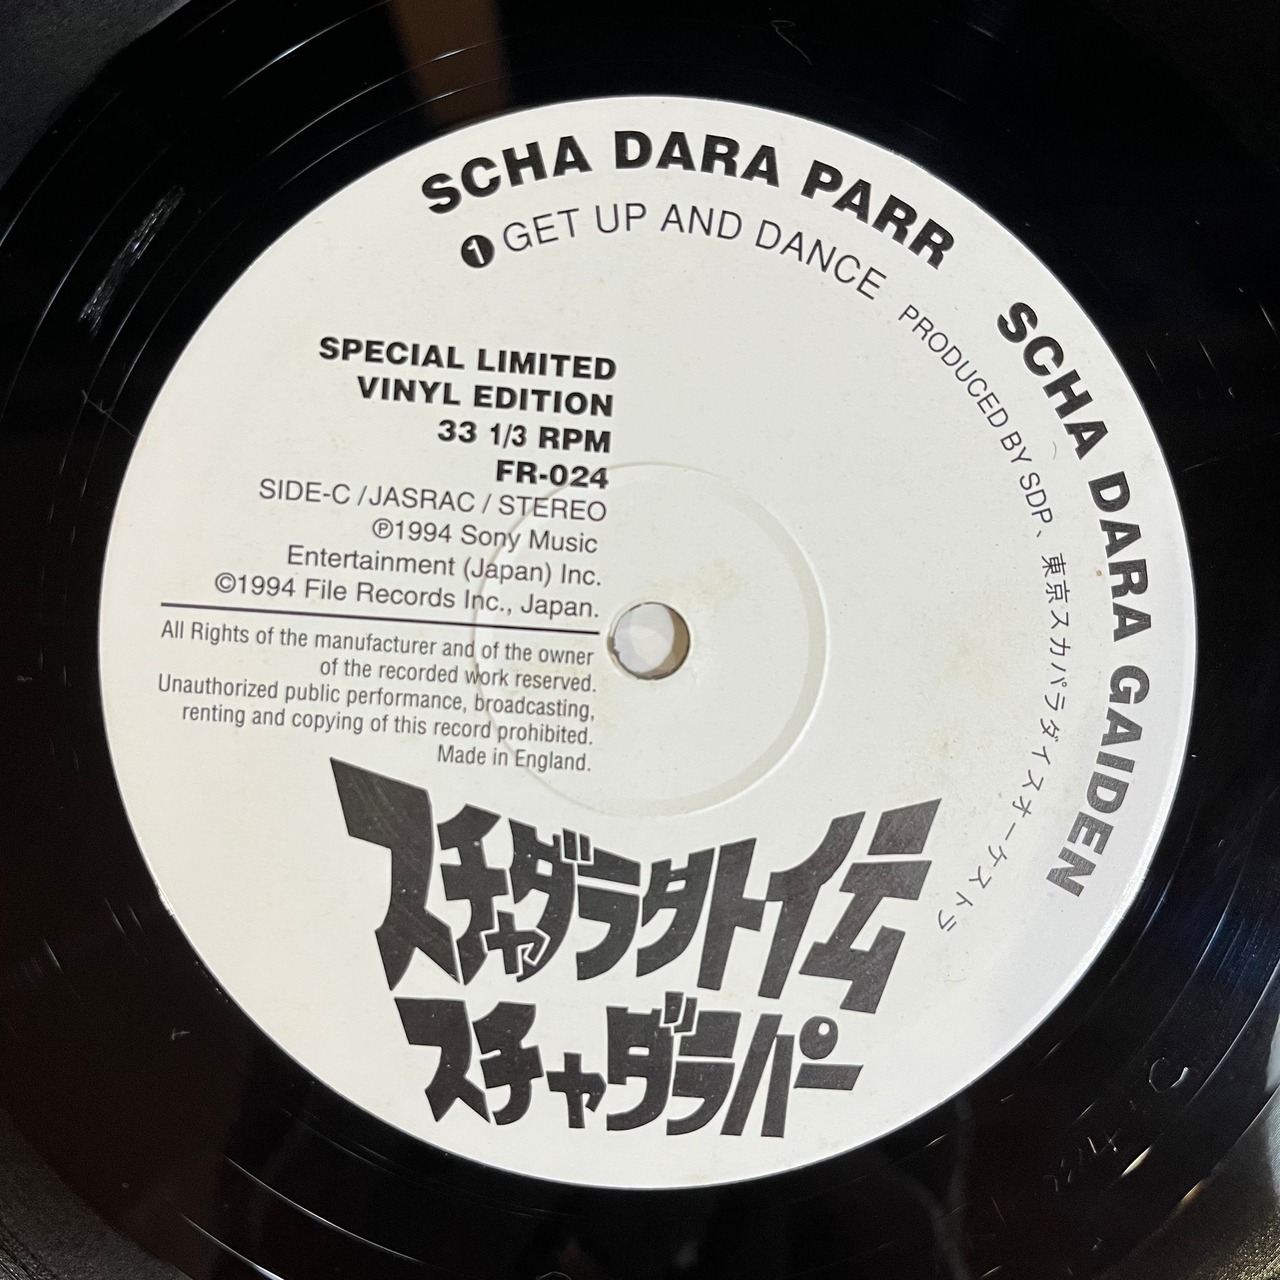 SCHA DARA PARR
SCHA DARA GAIDEN
❶ GET UP AND DANCE
PRODUCED BY SDP、東京スカパラダイスオーケストラ
SPECIAL LIMITED
VINYL EDITION
33 1/3 RPM
FR-024
SIDE-C / JASRAC / STEREO
℗1994 Sony Music
Entertainment (Japan) Inc.
©1994 File Records Inc., Japan.
All Rights of the manufacturer and of the owner
of the recorded work reserved.
Unauthorized public performance, broadcasting,
renting and copying of this record prohibited.
Made in England.
スチャダラ外伝
スチャダラパー